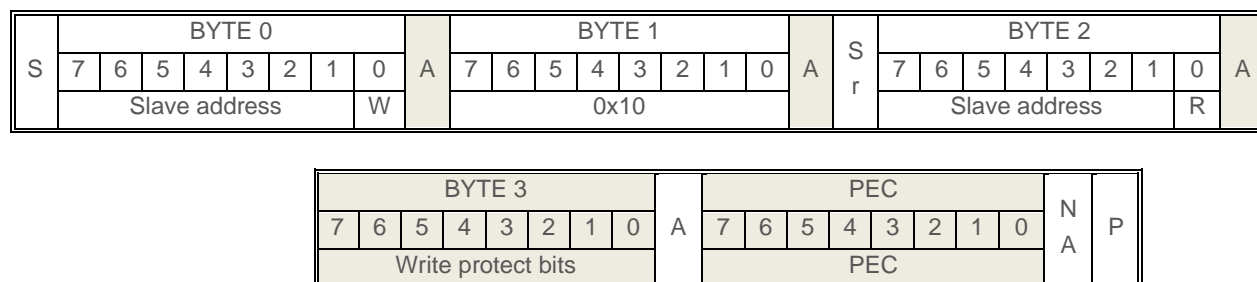 BYTE 0 BYTE 1 BYTE 2
S 7 6 5 4 3 2 1 0 A 7 6 5 4 3 2 1 0 A Sr 7 6 5 4 3 2 1 0 A
Slave address W 0x10 Slave address R
BYTE 3 PEC
7 6 5 4 3 2 1 0 A 7 6 5 4 3 2 1 0 NA P
Write protect bits PEC